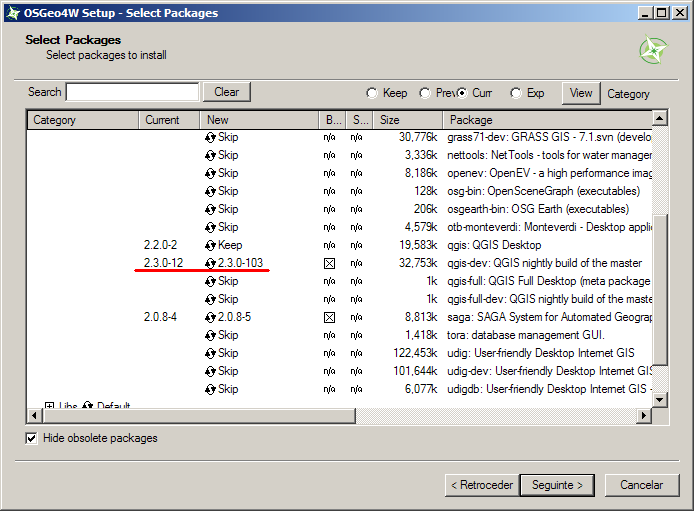 OSGeo4W Setup - Select Packages
Select Packages
Select packages to install
Search Clear Keep Prev Curr Exp View Category
Category Current New B... S... Size Package
Skip n/a n/a 30,776k grass71-dev: GRASS GIS - 7.1.svn (develo
Skip n/a n/a 3,336k nettools: NetTools - tools for water manager
Skip n/a n/a 8,186k openev: OpenEV - a high performance imag
Skip n/a n/a 128k osg-bin: OpenSceneGraph (executables)
Skip n/a n/a 206k osgearth-bin: OSG Earth (executables)
Skip n/a n/a 4,579k otb-monteverdi: Monteverdi - Desktop applic
2.2.0-2 Keep n/a n/a 19,583k qgis: QGIS Desktop
2.3.0-12 2.3.0-103 n/a 32,753k qgis-dev: QGIS nightly build of the master
Skip n/a n/a 1k qgis-full: QGIS Full Desktop (meta package
Skip n/a n/a 1k qgis-full-dev: QGIS nightly build of the master
2.0.8-4 2.0.8-5 n/a 8,813k saga: SAGA System for Automated Geograp
Skip n/a n/a 1,418k tora: database management GUI.
Skip n/a n/a 122,453k udig: User-friendly Desktop Internet GIS
Skip n/a n/a 101,644k udig-dev: User-friendly Desktop Internet GIS
Skip n/a n/a 6,077k udigdb: User-friendly Desktop Internet GIS -
Libs Default
Hide obsolete packages
< Retroceder Seguinte > Cancelar